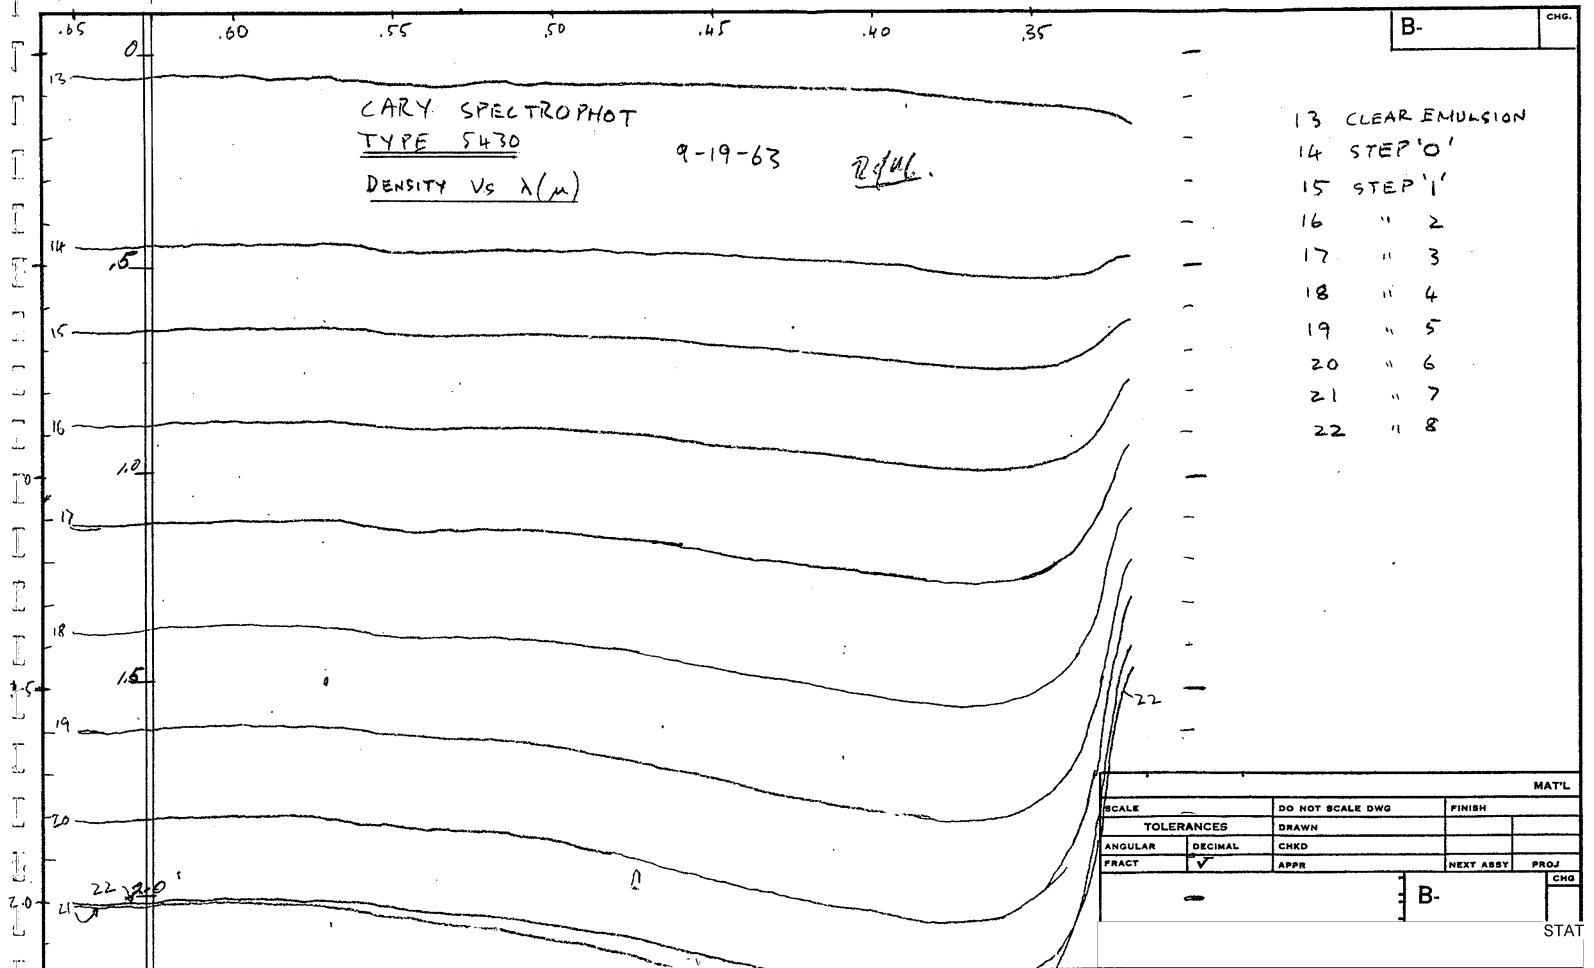 .65 .60 .55 .50 .45 .40 .35
B-
CHG.
0
13
CARY SPECTROPHOT
TYPE 5430
9-19-63
DENSITY VS λ(μ)
13 CLEAR EMULSION
14 STEP '0'
15 STEP '1'
16 " 2
17 " 3
18 " 4
19 " 5
20 " 6
21 " 7
22 " 8
14
.5
15
16
1.0
17
18
1.5
22
19
20
22 2.0
2.0 21
MAT'L
SCALE DO NOT SCALE DWG FINISH
TOLERANCES DRAWN
ANGULAR DECIMAL CHKD
FRACT √ APPR NEXT ASSY PROJ
B-
CHG
STAT